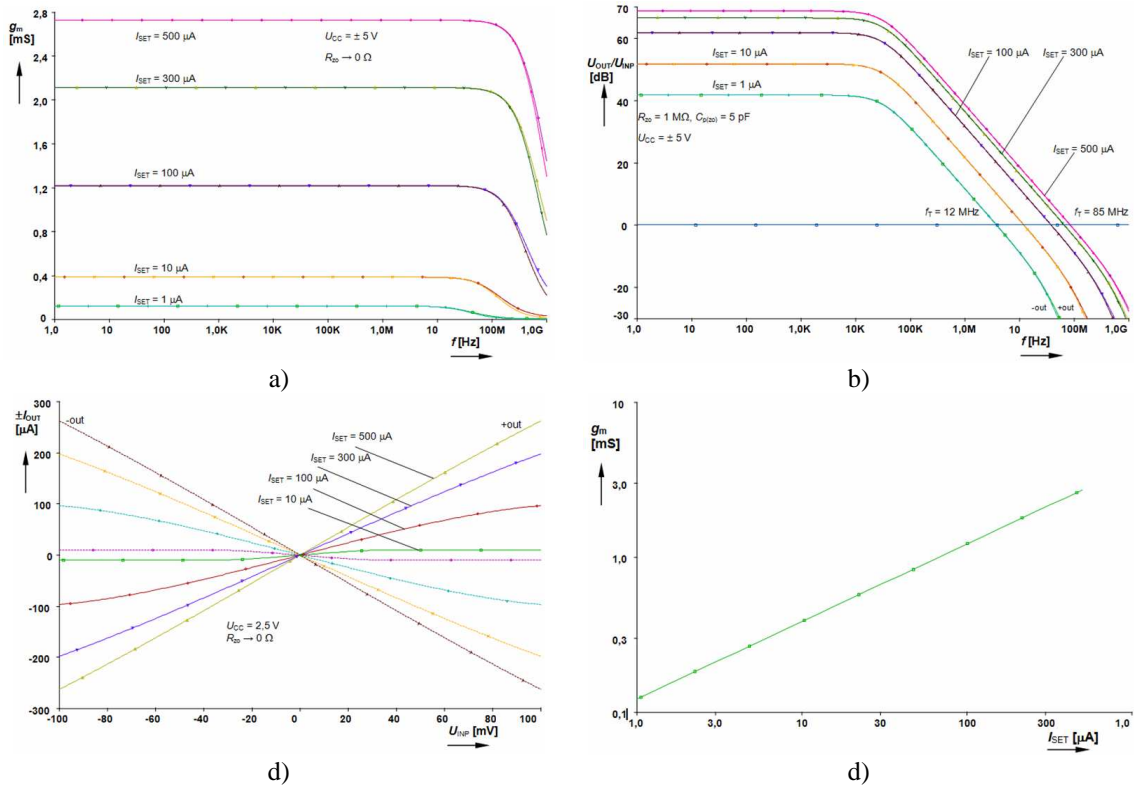 gm
[mS]
2,8
2,4
2,0
1,6
1,2
0,8
0,4
0
ISET = 500 µA
UCC = ± 5 V
Rzo → 0 Ω
ISET = 300 µA
ISET = 100 µA
ISET = 10 µA
ISET = 1 µA
1,0 10 100 1,0K 10K 100K 1,0M 10 100M 1,0G
f [Hz]
a)
UOUT/UINP
[dB]
70
60
50
40
20
0
-20
-30
ISET = 10 µA
ISET = 100 µA
ISET = 300 µA
ISET = 1 µA
Rzo = 1 MΩ, Cp(zo) = 5 pF
UCC = ± 5 V
ISET = 500 µA
fT = 12 MHz
fT = 85 MHz
-out
+out
1,0 10 100 1,0K 10K 100K 1,0M 10 100M 1,0G
f [Hz]
b)
±IOUT
[µA]
300
200
100
0
-100
-200
-300
-out
+out
ISET = 500 µA
ISET = 300 µA
ISET = 100 µA
ISET = 10 µA
UCC = 2,5 V
Rzo → 0 Ω
-100 -80 -60 -40 -20 0 20 40 60 80 100
UINP [mV]
d)
gm
[mS]
10
3,0
1,0
0,3
0,1
1,0 3,0 10 30 100 300 1,0
ISET [µA]
d)